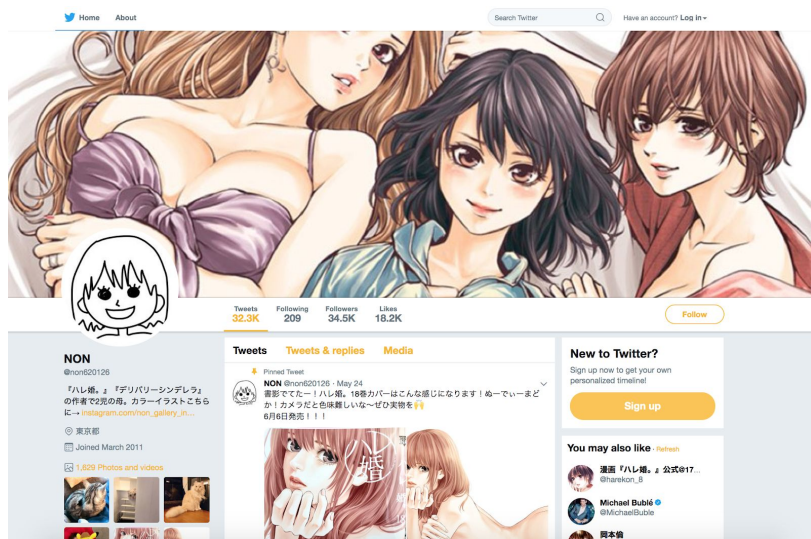 Home About
Search Twitter
Have an account? Log in
Tweets Following Followers Likes
32.3K 209 34.5K 18.2K
Follow
NON
@non620126
『ハレ婚。』『デリバリーシンデレラ』
の作者で2児の母。カラーイラストこちら
に→ instagram.com/non_gallery_in...
東京都
Joined March 2011
1,629 Photos and videos
Tweets Tweets & replies Media
Pinned Tweet
NON @non620126 · May 24
書影でてたー！ハレ婚。18巻カバーはこんな感じになります！ぬーでぃーまど
か！カメラだと色味難しいな〜ぜひ実物を🙌
6月6日発売！！！
ハレ
婚
New to Twitter?
Sign up now to get your own
personalized timeline!
Sign up
You may also like · Refresh
漫画『ハレ婚。』公式@17...
@harekon_8
Michael Bublé
@MichaelBuble
岡本倫